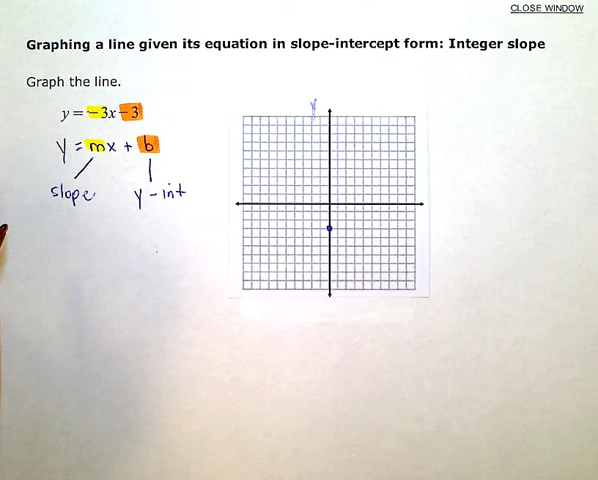 CLOSE WINDOW
Graphing a line given its equation in slope-intercept form: Integer slope
Graph the line.
y = −3x−3
y = mx + b
slope y-int
y